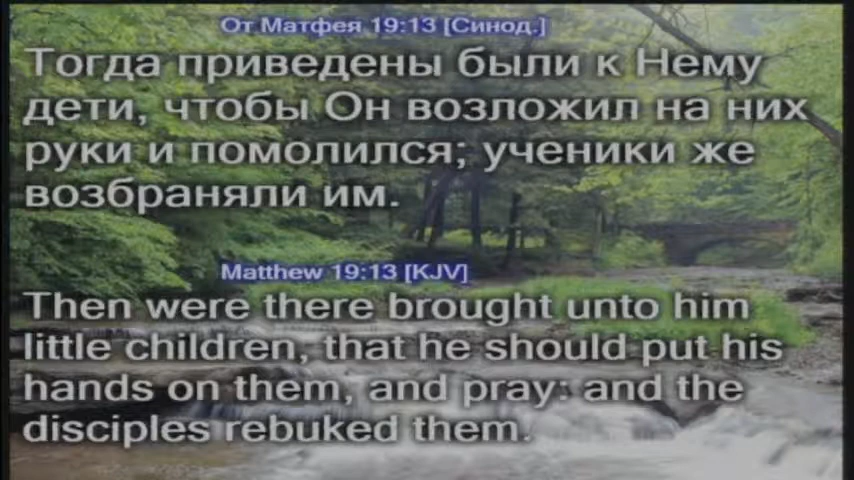 От Матфея 19:13 [Синод.]
Тогда приведены были к Нему
дети, чтобы Он возложил на них
руки и помолился; ученики же
возбраняли им.
Matthew 19:13 [KJV]
Then were there brought unto him
little children, that he should put his
hands on them, and pray: and the
disciples rebuked them.